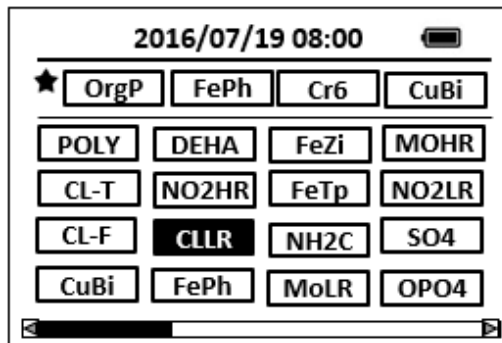 2016/07/19 08:00
OrgP FePh Cr6 CuBi
POLY DEHA FeZi MOHR
CL-T NO2HR FeTp NO2LR
CL-F CLLR NH2C SO4
CuBi FePh MoLR OPO4